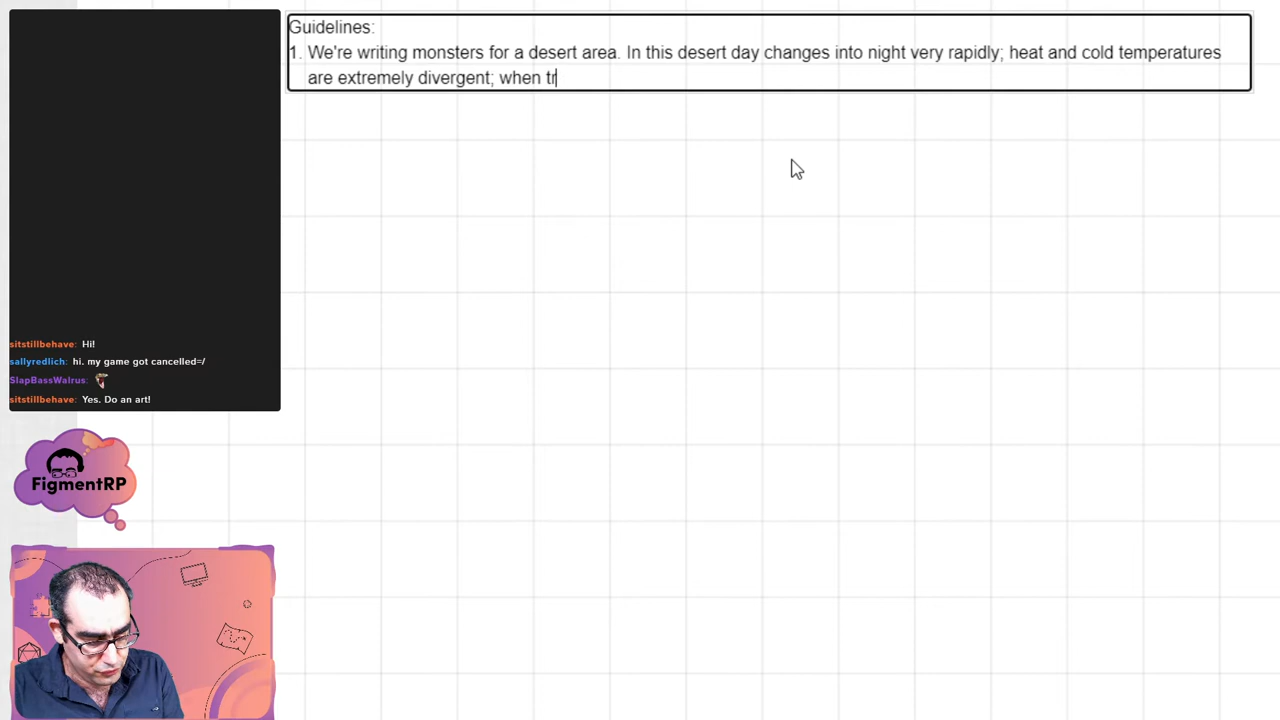 Guidelines:
1. We're writing monsters for a desert area. In this desert day changes into night very rapidly; heat and cold temperatures
are extremely divergent; when tr
sitstillbehave: Hi!
sallyredlich: hi. my game got cancelled=/
SlapBassWalrus:
sitstillbehave: Yes. Do an art!
FigmentRP